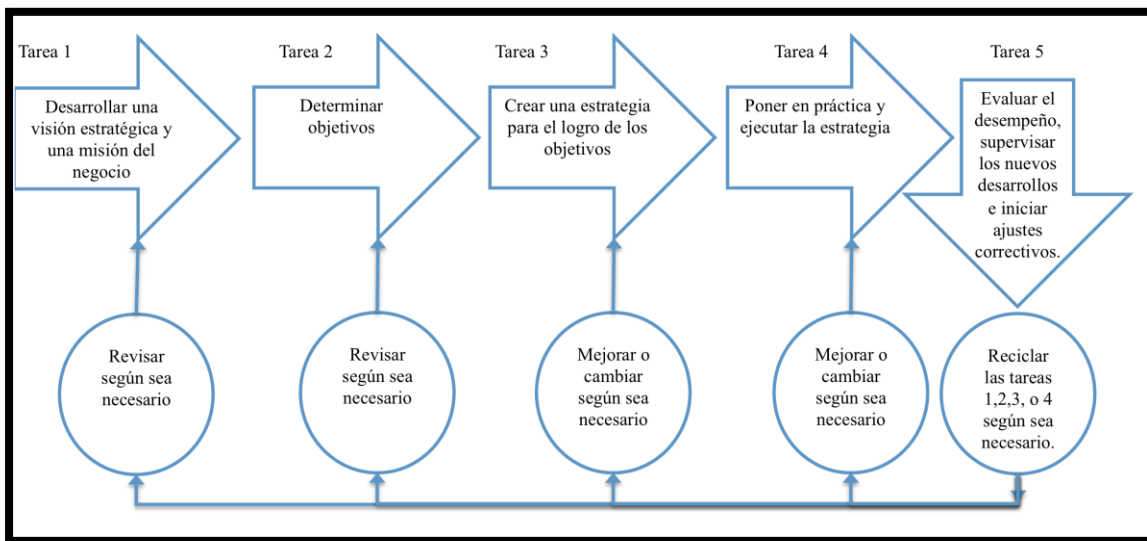 Tarea 1
Tarea 2
Tarea 3
Tarea 4
Tarea 5
Desarrollar una
visión estratégica y
una misión del
negocio
Determinar
objetivos
Crear una estrategia
para el logro de los
objetivos
Poner en práctica y
ejecutar la estrategia
Evaluar el
desempeño,
supervisar
los nuevos
desarrollos
e iniciar
ajustes
correctivos.
Revisar
según sea
necesario
Revisar
según sea
necesario
Mejorar o
cambiar
según sea
necesario
Mejorar o
cambiar
según sea
necesario
Reciclar
las tareas
1,2,3, o 4
según sea
necesario.